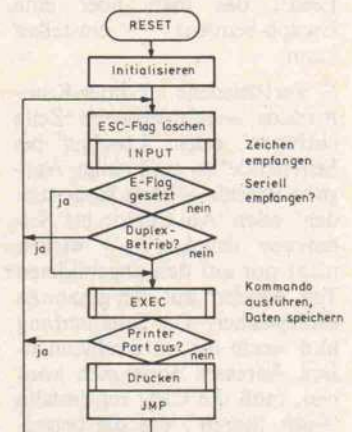 RESET
Initialisieren
ESC-Flag löschen
INPUT
Zeichen
empfangen
E-Flag
gesetzt
ja
nein
Seriell
empfangen?
Duplex-
Betrieb?
ja
nein
EXEC
Kommando
ausführen,
Daten speichern
Printer
Port aus?
ja
nein
Drucken
JMP